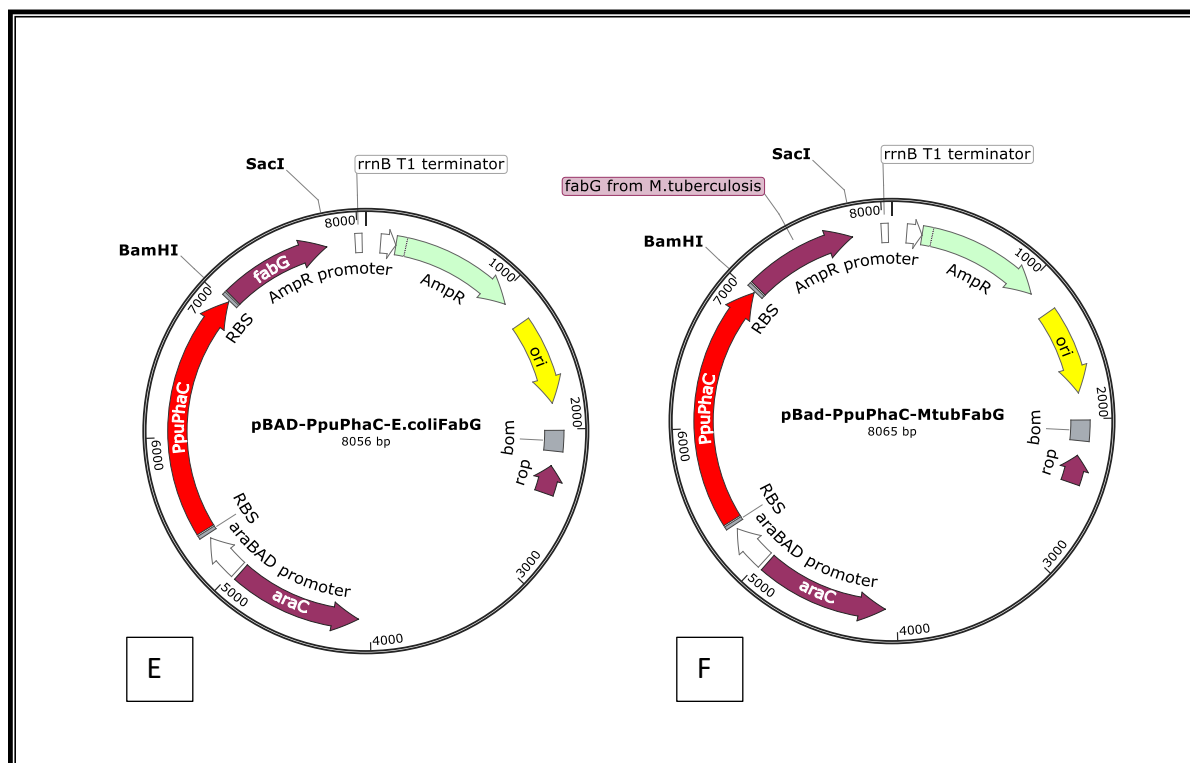 SacI
rrnB T1 terminator
8000
BamHI
fabG
AmpR promoter
AmpR
1000
7000
RBS
ori
PpuPhaC
pBAD-PpuPhaC-E.coliFabG
8056 bp
2000
bom
rop
6000
RBS
araBAD promoter
araC
5000
4000
3000
E
SacI
rrnB T1 terminator
fabG from M.tuberculosis
8000
BamHI
AmpR promoter
AmpR
1000
7000
RBS
ori
PpuPhaC
pBad-PpuPhaC-MtubFabG
8065 bp
2000
bom
rop
6000
RBS
araBAD promoter
araC
5000
4000
3000
F